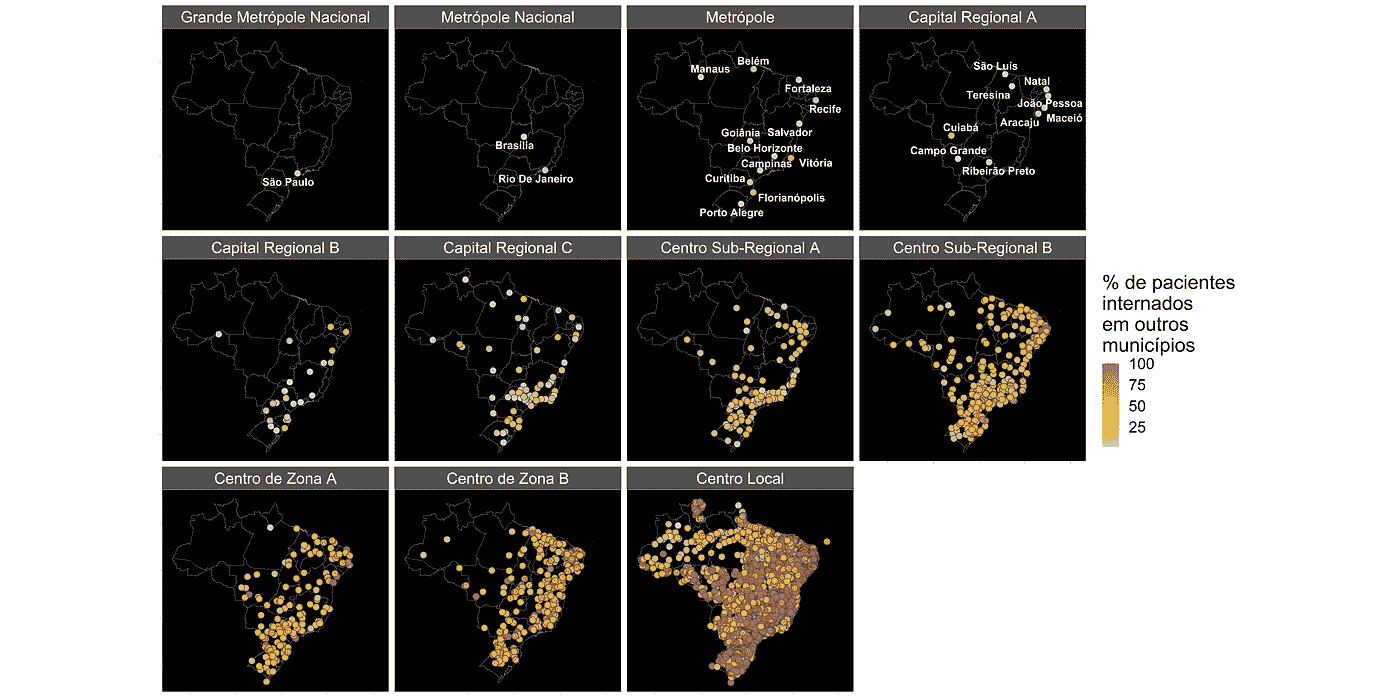 Grande Metrópole Nacional
Metrópole Nacional
Metrópole
Capital Regional A
São Paulo
Brasília
Rio De Janeiro
Manaus
Belém
Fortaleza
Recife
Goiânia
Salvador
Belo Horizonte
Campinas
Vitória
Curitiba
Florianópolis
Porto Alegre
São Luís
Natal
Teresina
João Pessoa
Maceió
Aracaju
Cuiabá
Campo Grande
Ribeirão Preto
Capital Regional B
Capital Regional C
Centro Sub-Regional A
Centro Sub-Regional B
% de pacientes
internados
em outros
municípios
100
75
50
25
Centro de Zona A
Centro de Zona B
Centro Local